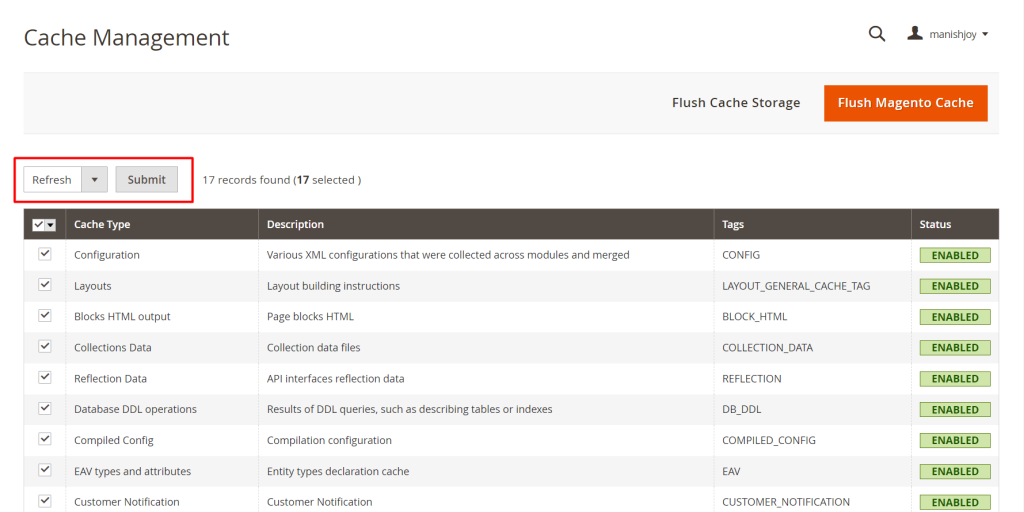 Cache Management
manishjoy
Flush Cache Storage
Flush Magento Cache
Refresh
Submit
17 records found (17 selected )
Cache Type Description Tags Status
Configuration Various XML configurations that were collected across modules and merged CONFIG ENABLED
Layouts Layout building instructions LAYOUT_GENERAL_CACHE_TAG ENABLED
Blocks HTML output Page blocks HTML BLOCK_HTML ENABLED
Collections Data Collection data files COLLECTION_DATA ENABLED
Reflection Data API interfaces reflection data REFLECTION ENABLED
Database DDL operations Results of DDL queries, such as describing tables or indexes DB_DDL ENABLED
Compiled Config Compilation configuration COMPILED_CONFIG ENABLED
EAV types and attributes Entity types declaration cache EAV ENABLED
Customer Notification Customer Notification CUSTOMER_NOTIFICATION ENABLED